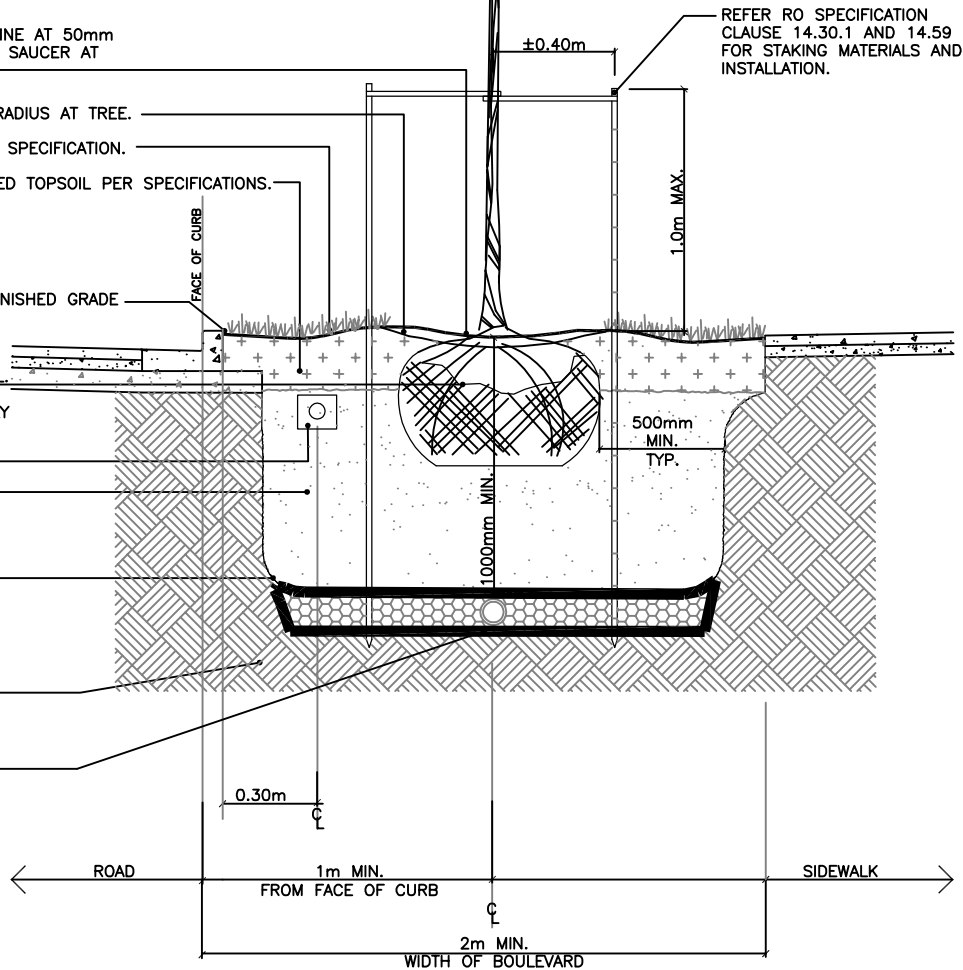 INE AT 50mm
SAUCER AT
±0.40m
REFER RO SPECIFICATION
CLAUSE 14.30.1 AND 14.59
FOR STAKING MATERIALS AND
INSTALLATION.
RADIUS AT TREE.
SPECIFICATION.
ED TOPSOIL PER SPECIFICATIONS.
FACE OF CURB
1.0m MAX.
NISHED GRADE
Y
500mm
MIN.
TYP.
1000mm MIN.
0.30m
CL
ROAD
1m MIN.
FROM FACE OF CURB
SIDEWALK
CL
2m MIN.
WIDTH OF BOULEVARD